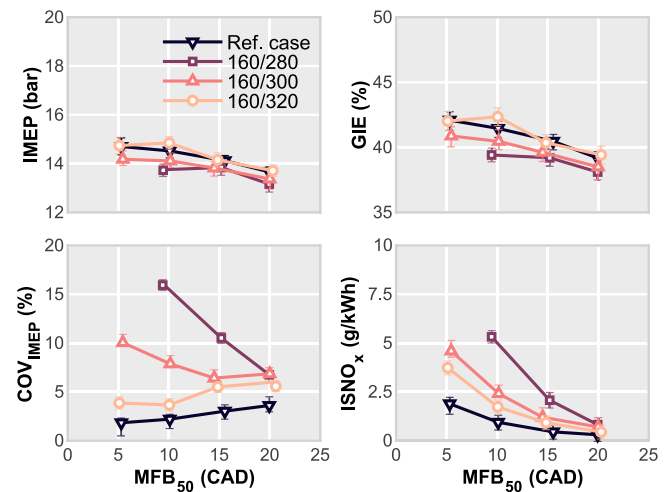 20
18
16
14
12
IMEP (bar)
Ref. case
160/280
160/300
160/320
50
45
40
35
GIE (%)
20
15
10
5
0
COV_IMEP (%)
0 5 10 15 20 25
MFB_50 (CAD)
10
7.5
5
2.5
0
ISNO_x (g/kWh)
0 5 10 15 20 25
MFB_50 (CAD)